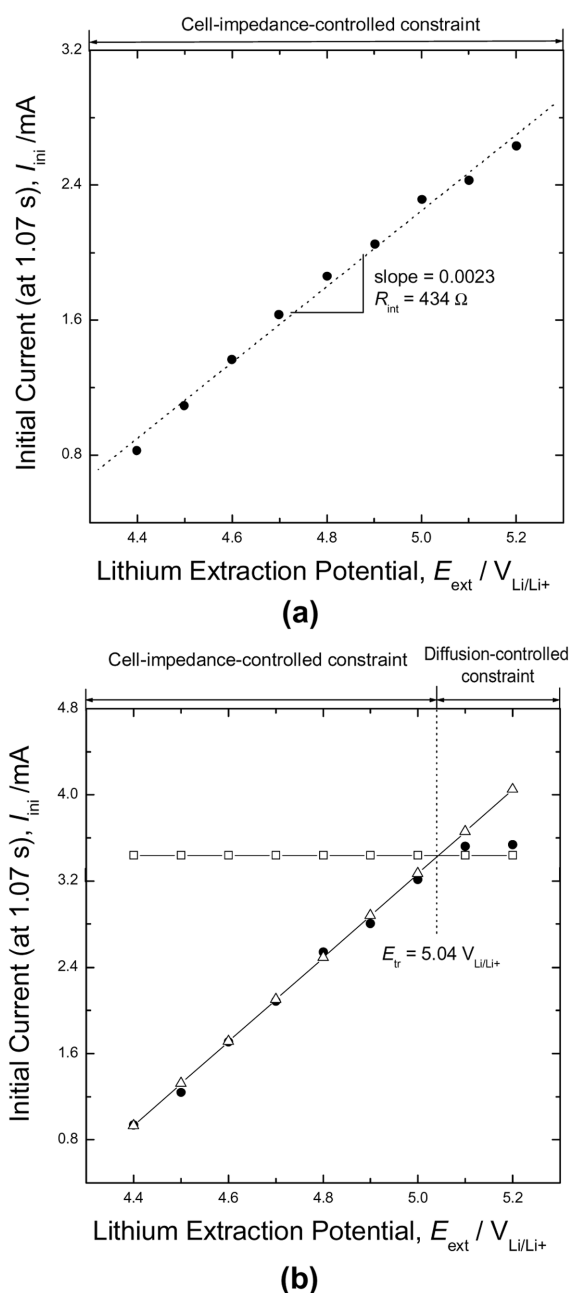 Cell-impedance-controlled constraint
3.2
2.4
1.6
0.8
Initial Current (at 1.07 s), I_ini /mA
slope = 0.0023
R_int = 434 Ω
4.4 4.6 4.8 5.0 5.2
Lithium Extraction Potential, E_ext / V_Li/Li+
(a)
Cell-impedance-controlled constraint
Diffusion-controlled
constraint
4.8
4.0
3.2
2.4
1.6
0.8
Initial Current (at 1.07 s), I_ini /mA
E_tr = 5.04 V_Li/Li+
4.4 4.6 4.8 5.0 5.2
Lithium Extraction Potential, E_ext / V_Li/Li+
(b)